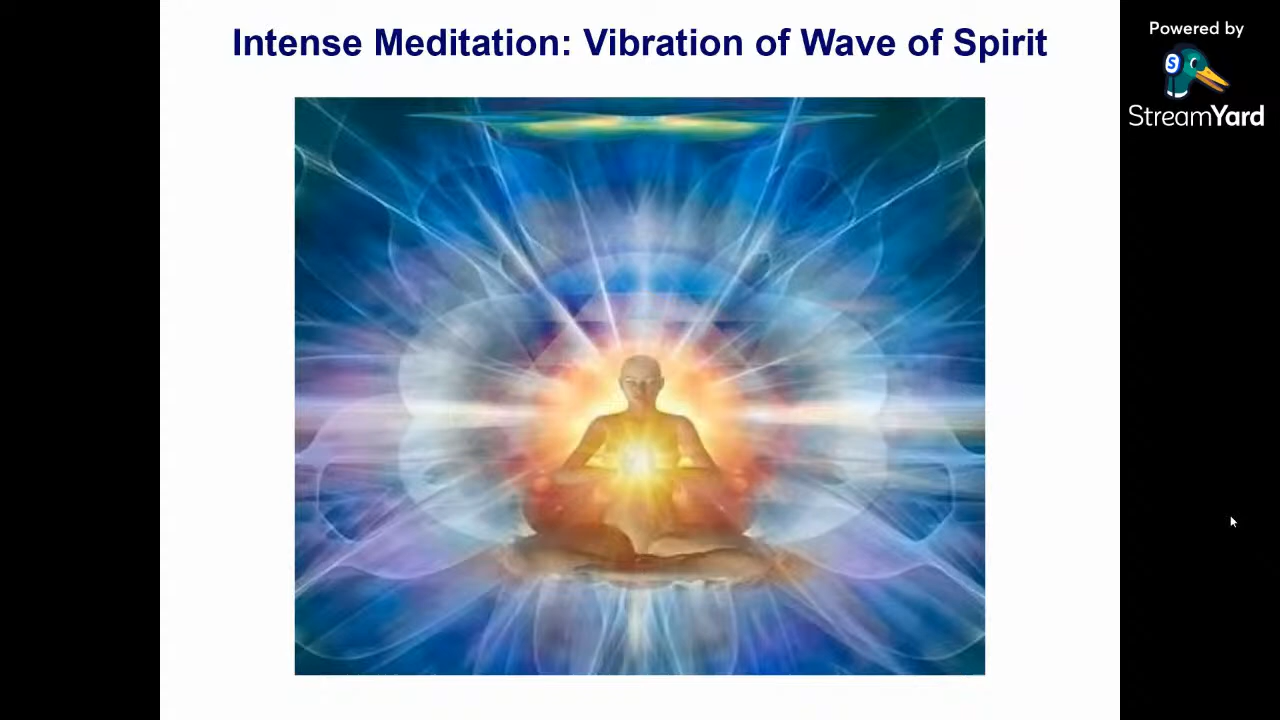 Intense Meditation: Vibration of Wave of Spirit
Powered by
S
StreamYard